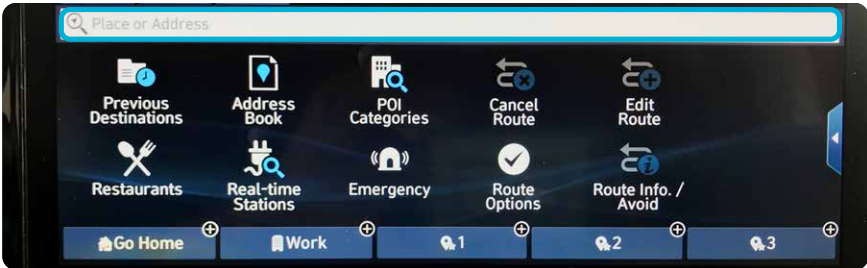 Place or Address
Previous
Destinations
Address
Book
POI
Categories
Cancel
Route
Edit
Route
Restaurants
Real-time
Stations
Emergency
Route
Options
Route Info. /
Avoid
Go Home
Work
1
2
3